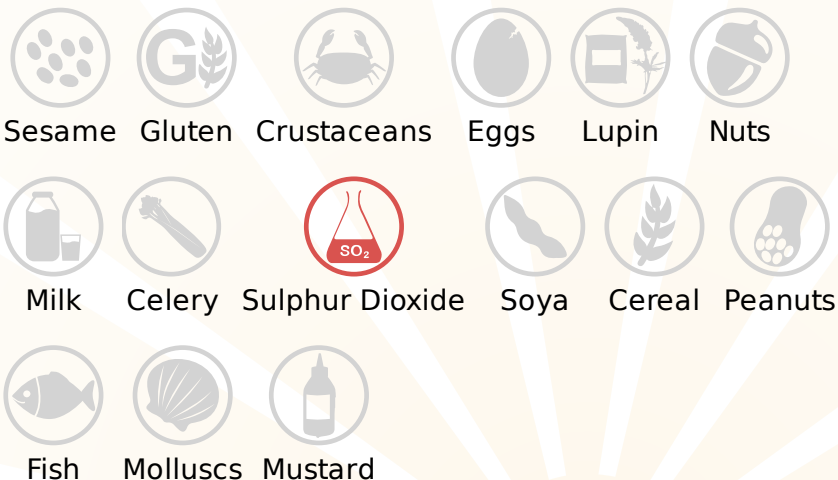 G
Sesame Gluten Crustaceans Eggs Lupin Nuts
SO₂
Milk Celery Sulphur Dioxide Soya Cereal Peanuts
Fish Molluscs Mustard